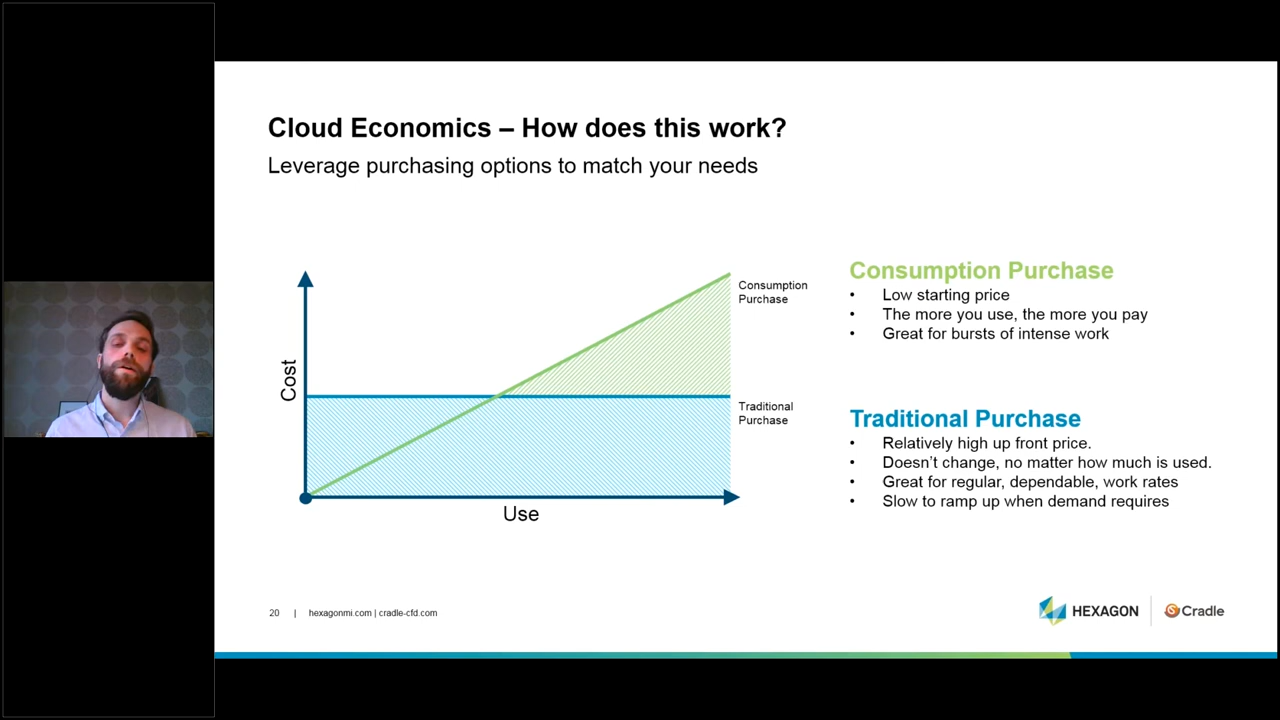 Cloud Economics – How does this work?
Leverage purchasing options to match your needs
Cost
Use
Consumption
Purchase
Traditional
Purchase
Consumption Purchase
• Low starting price
• The more you use, the more you pay
• Great for bursts of intense work
Traditional Purchase
• Relatively high up front price.
• Doesn't change, no matter how much is used.
• Great for regular, dependable, work rates
• Slow to ramp up when demand requires
20 | hexagonmi.com | cradle-cfd.com
HEXAGON
Cradle